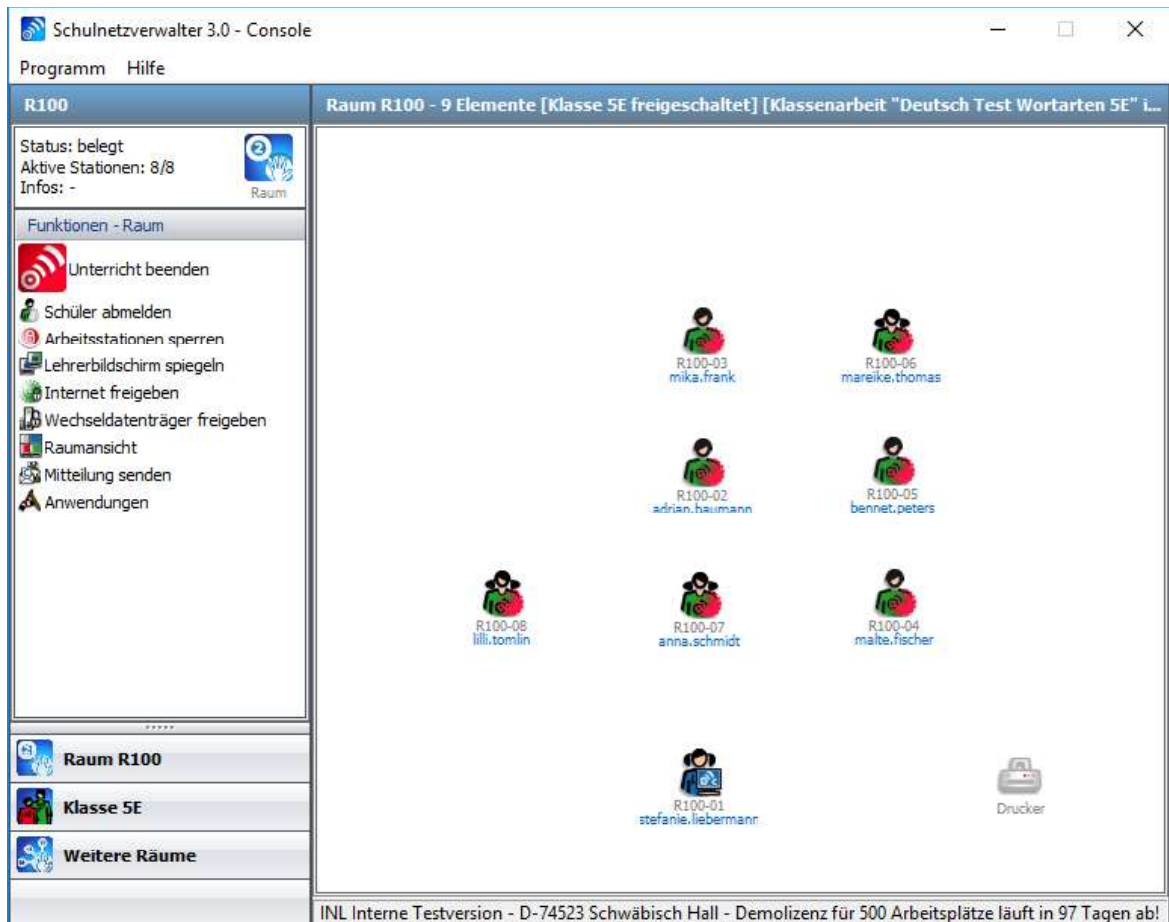 Schulnetzverwalter 3.0 - Console
Programm Hilfe
R100
Status: belegt
Aktive Stationen: 8/8
Infos: -
Raum
Funktionen - Raum
Unterricht beenden
Schüler abmelden
Arbeitsstationen sperren
Lehrerbildschirm spiegeln
Internet freigeben
Wechseldatenträger freigeben
Raumansicht
Mitteilung senden
Anwendungen
Raum R100
Klasse 5E
Weitere Räume
Raum R100 - 9 Elemente [Klasse 5E freigeschaltet] [Klassenarbeit "Deutsch Test Wortarten 5E" i...
R100-03
mika.frank
R100-06
mareike.thomas
R100-02
adrian.baumann
R100-05
bennet.peters
R100-08
lilli.tomlin
R100-07
anna.schmidt
R100-04
malte.fischer
R100-01
stefanie.liebermann
Drucker
INL Interne Testversion - D-74523 Schwäbisch Hall - Demolizenz für 500 Arbeitsplätze läuft in 97 Tagen ab!